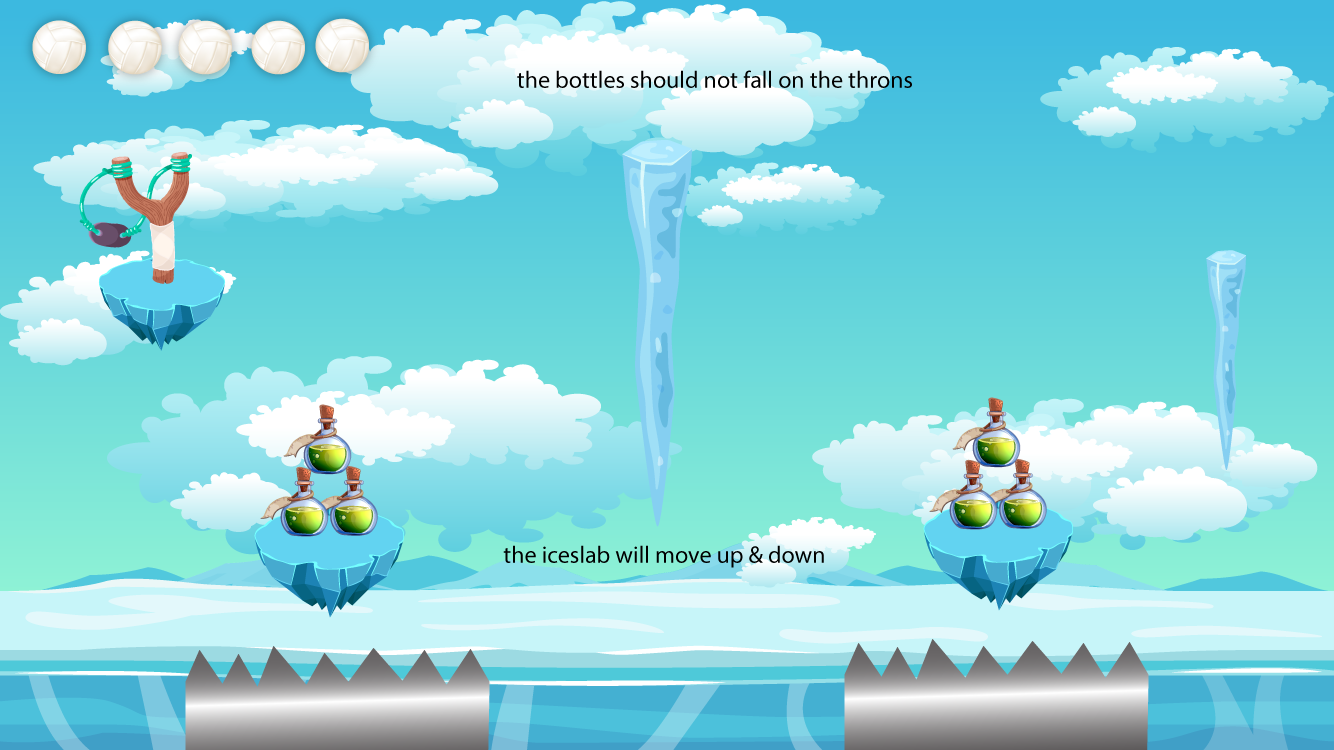 the bottles should not fall on the throns
the iceslab will move up & down